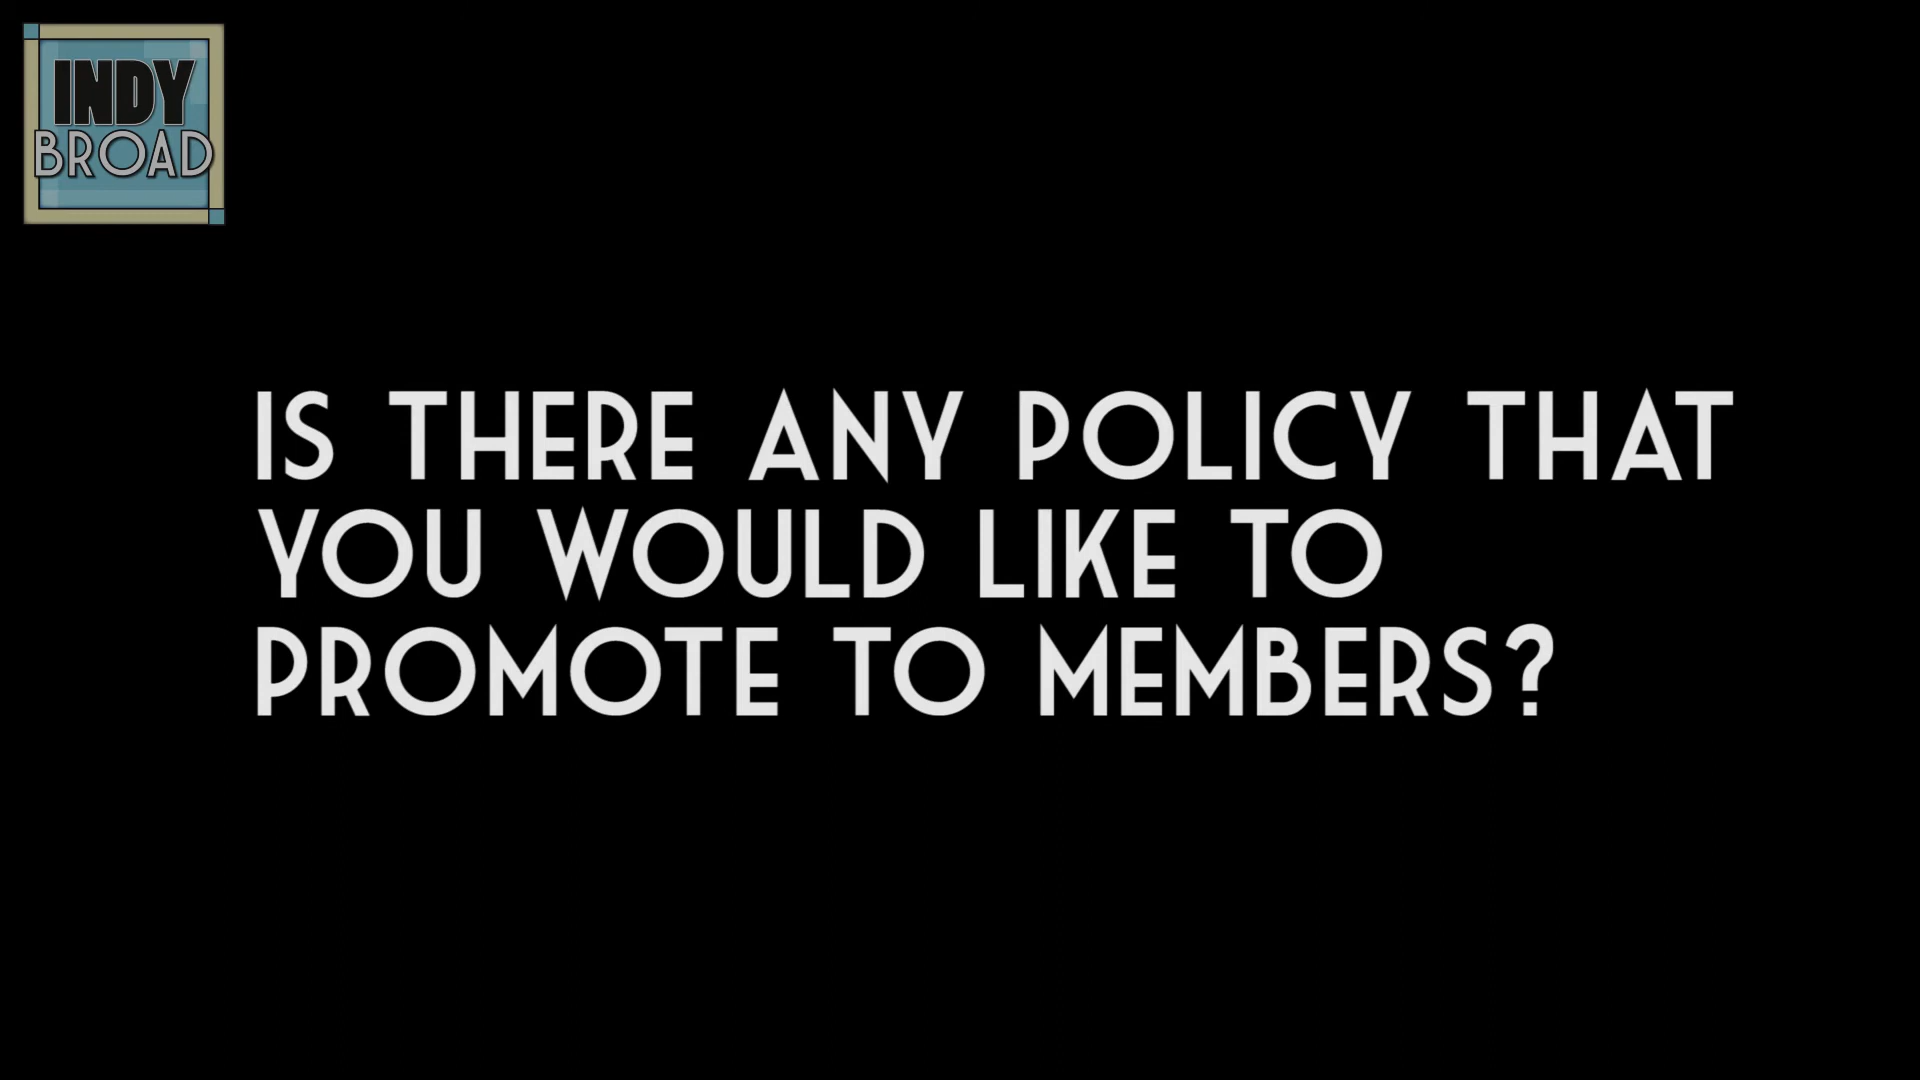 INDY
BROAD
IS THERE ANY POLICY THAT
YOU WOULD LIKE TO
PROMOTE TO MEMBERS?